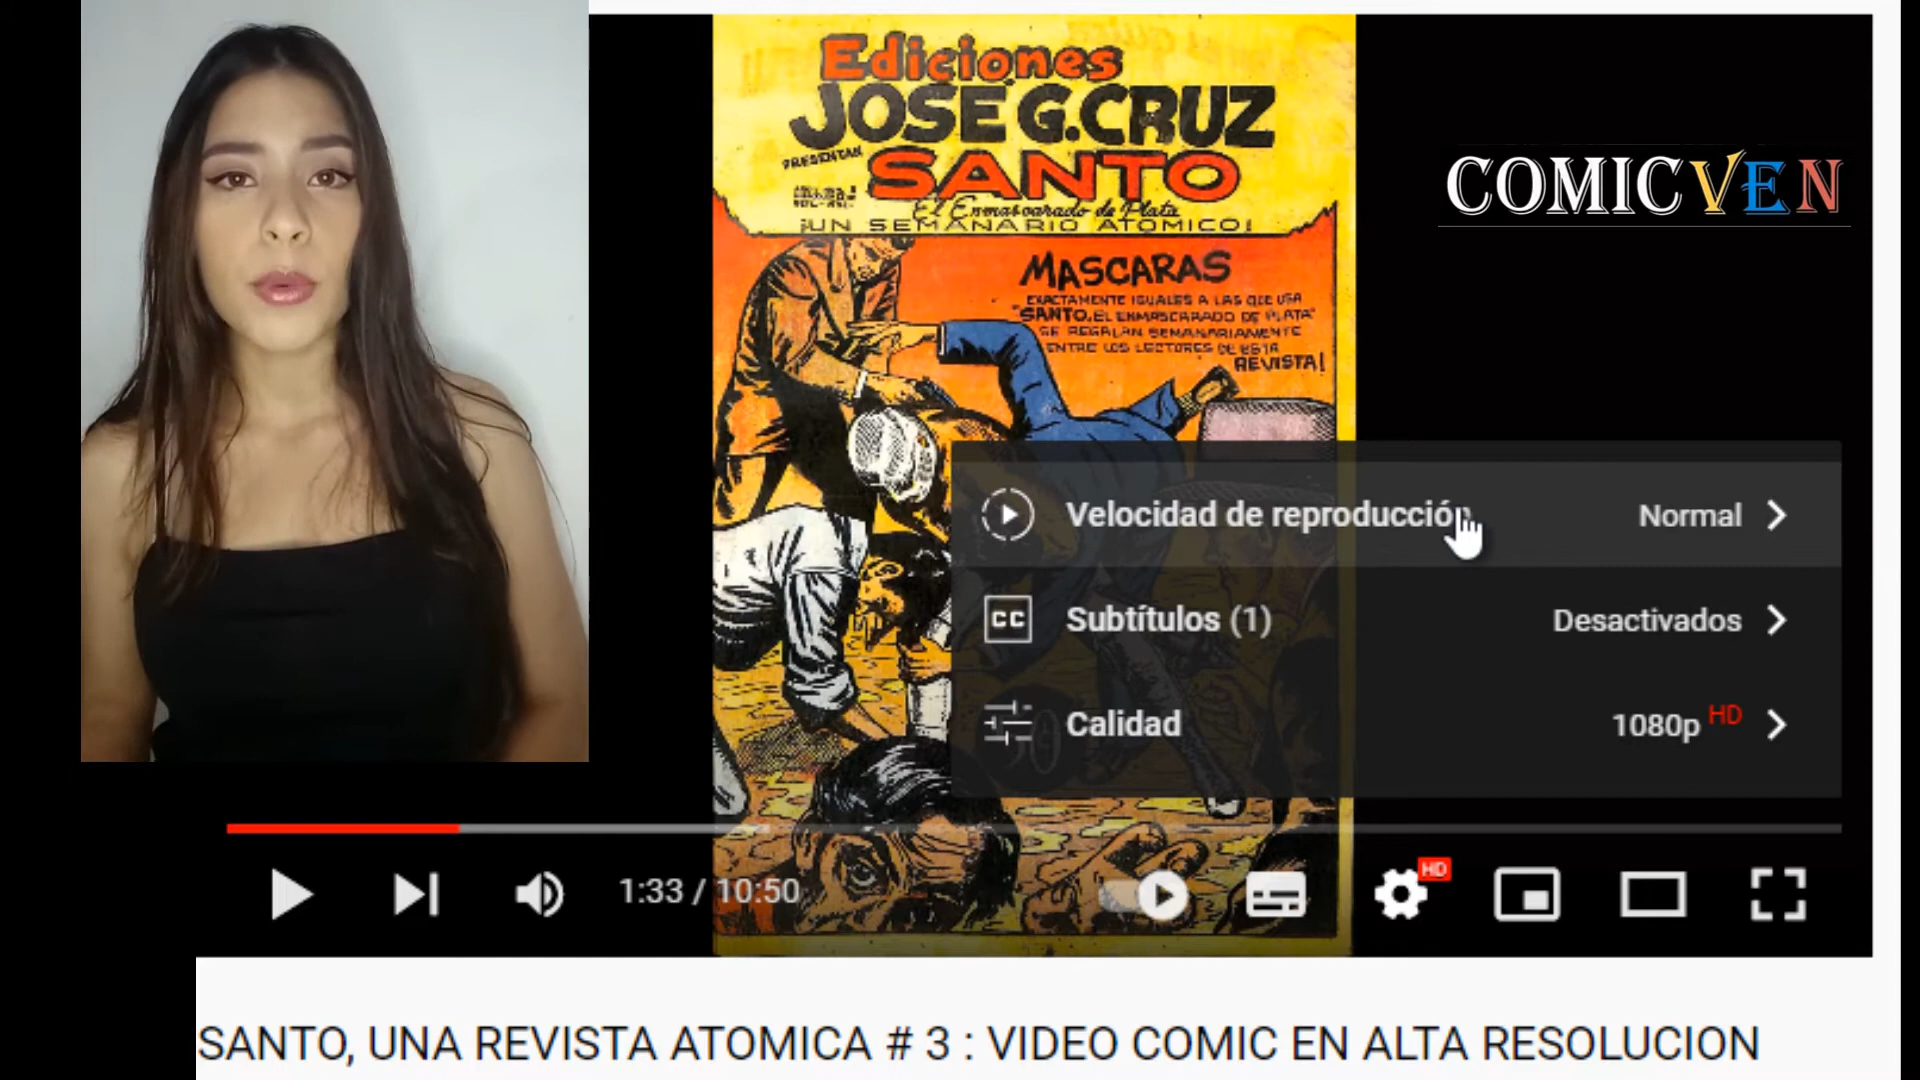 Ediciones
JOSE G. CRUZ
PRESENTAN
SANTO
El Enmascarado de Plata
¡UN SEMANARIO ATOMICO!
COMICVEN
MASCARAS
EXACTAMENTE IGUALES A LAS QUE USA
"SANTO, EL ENMASCARADO DE PLATA"
SE REGALAN SEMANARIAMENTE
ENTRE LOS LECTORES DE ESTA
REVISTA!
Velocidad de reproducción Normal
CC Subtítulos (1) Desactivados
Calidad 1080p HD
1:33 / 10:50
HD
SANTO, UNA REVISTA ATOMICA # 3 : VIDEO COMIC EN ALTA RESOLUCION